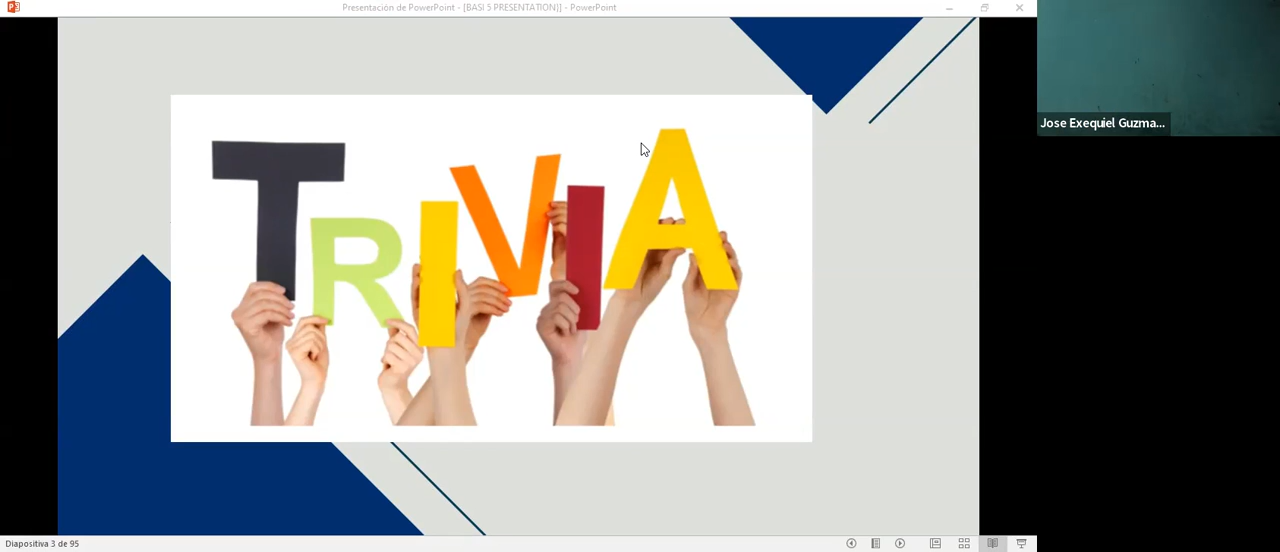 Presentación de PowerPoint - [BASI 5 PRESENTATION)] - PowerPoint
Jose Exequiel Guzma...
TRIVIA
Diapositiva 3 de 95